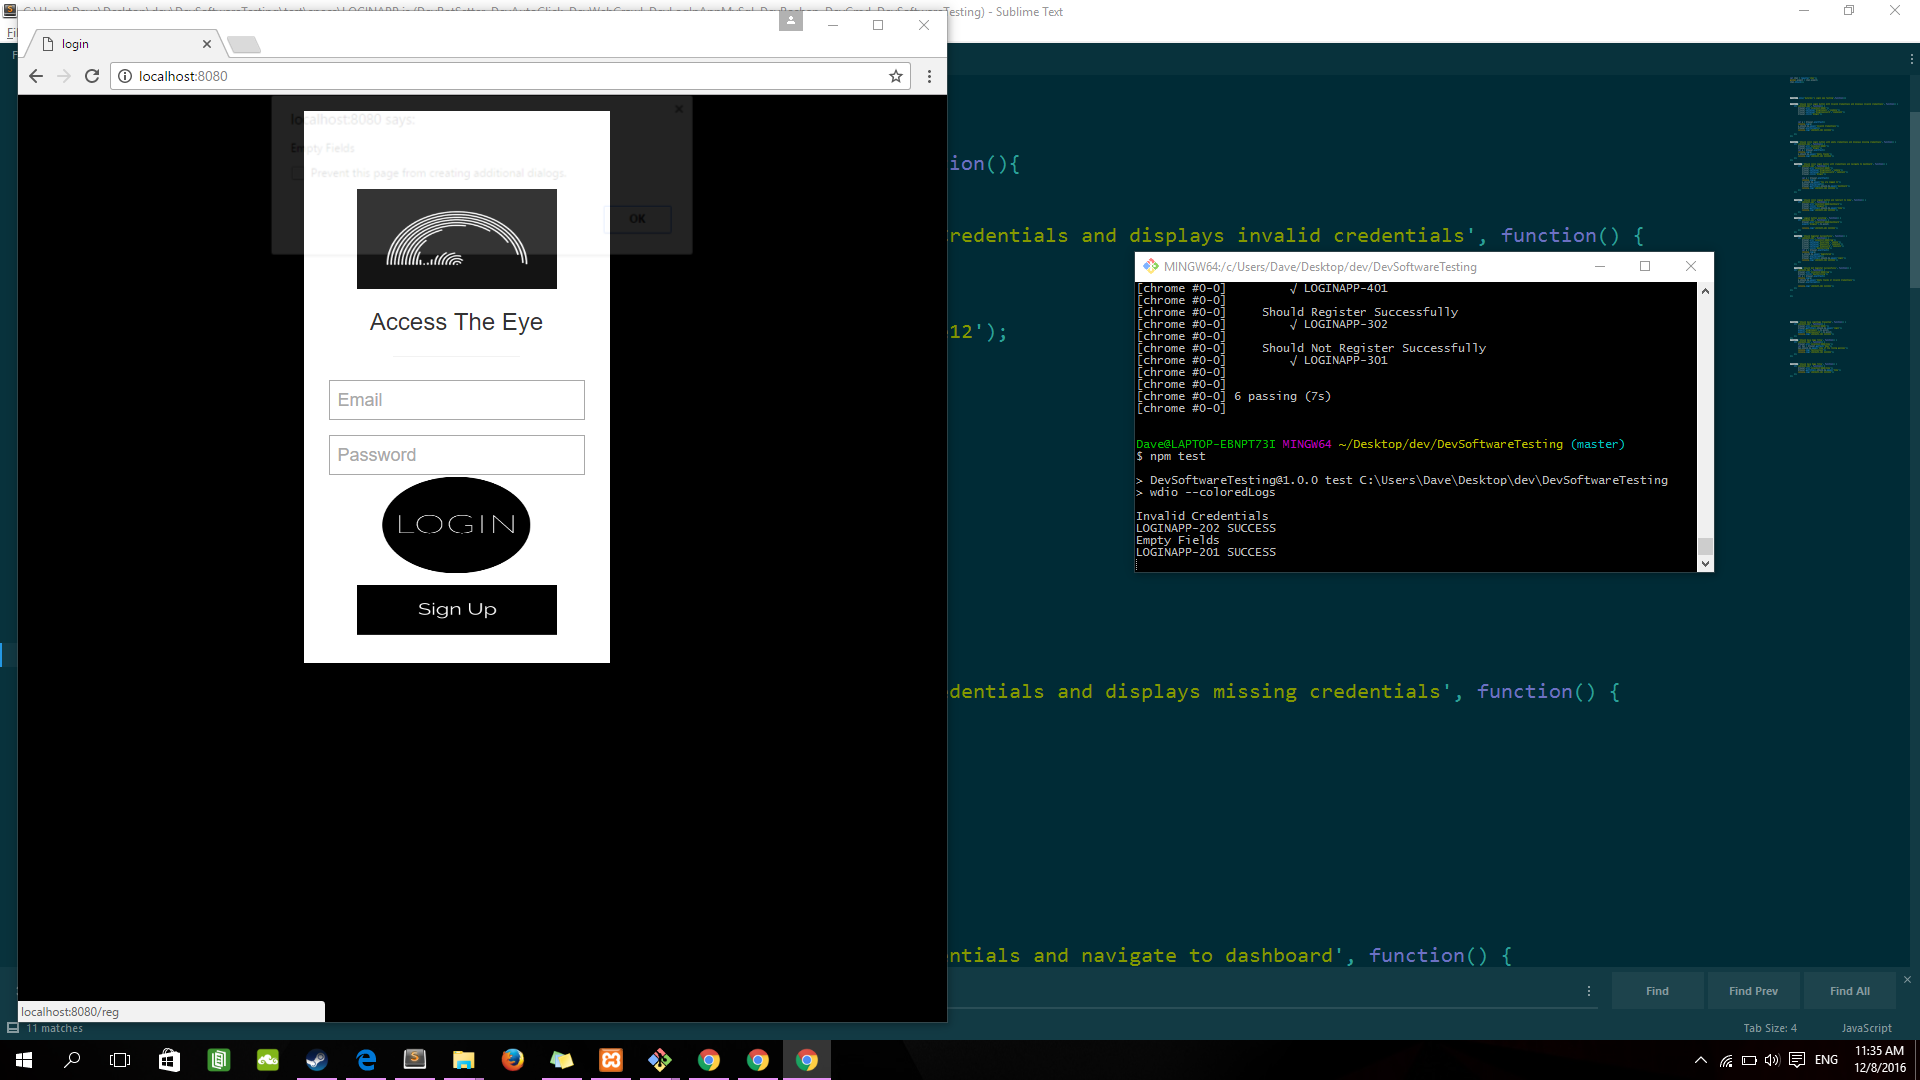 - Sublime Text
login
localhost:8080
localhost:8080 says:
Empty Fields
Prevent this page from creating additional dialogs.
OK
Access The Eye
Email
Password
LOGIN
Sign Up
localhost:8080/reg
ion(){
redentials and displays invalid credentials', function() {
12');
dentials and displays missing credentials', function() {
ntials and navigate to dashboard', function() {
MINGW64:/c/Users/Dave/Desktop/dev/DevSoftwareTesting
[chrome #0-0] √ LOGINAPP-401
[chrome #0-0]
[chrome #0-0] Should Register Successfully
[chrome #0-0] √ LOGINAPP-302
[chrome #0-0]
[chrome #0-0] Should Not Register Successfully
[chrome #0-0] √ LOGINAPP-301
[chrome #0-0]
[chrome #0-0]
[chrome #0-0] 6 passing (7s)
[chrome #0-0]
Dave@LAPTOP-EBNPT73I MINGW64 ~/Desktop/dev/DevSoftwareTesting (master)
$ npm test
> DevSoftwareTesting@1.0.0 test C:\Users\Dave\Desktop\dev\DevSoftwareTesting
> wdio --coloredLogs
Invalid Credentials
LOGINAPP-202 SUCCESS
Empty Fields
LOGINAPP-201 SUCCESS
Find
Find Prev
Find All
11 matches
Tab Size: 4
JavaScript
ENG
11:35 AM
12/8/2016